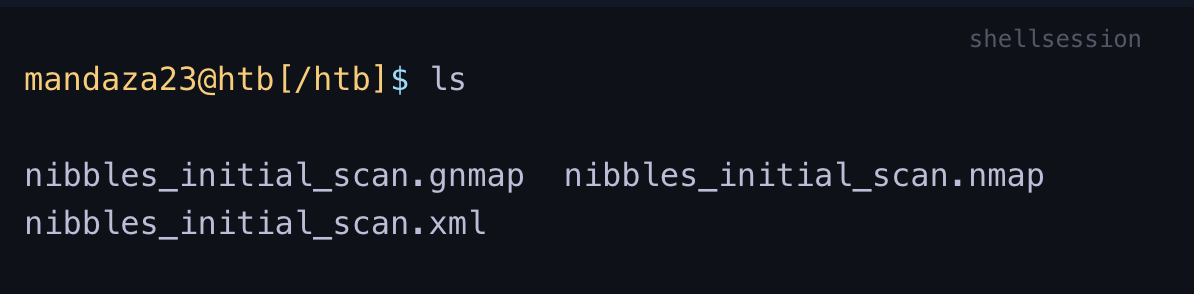 shellsession
mandaza23@htb[/htb]$ ls
nibbles_initial_scan.gnmap  nibbles_initial_scan.nmap
nibbles_initial_scan.xml